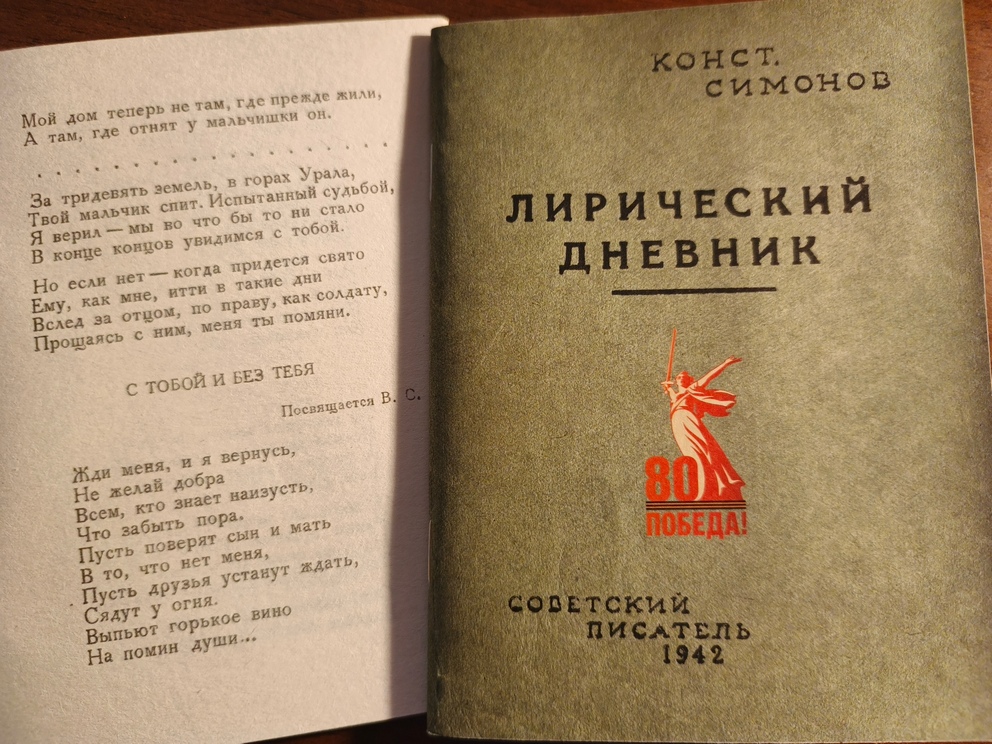 Мой дом теперь не там, где прежде жили,
А там, где отнят у мальчишки он.
. . . . . . . . . . . . . . . .
За тридевять земель, в горах Урала,
Твой мальчик спит. Испытанный судьбой,
Я верил — мы во что бы то ни стало
В конце концов увидимся с тобой.
Но если нет — когда придется свято
Ему, как мне, итти в такие дни
Вслед за отцом, по праву, как солдату,
Прощаясь с ним, меня ты помяни.
С ТОБОЙ И БЕЗ ТЕБЯ
Посвящается В. С.
Жди меня, и я вернусь,
Не желай добра
Всем, кто знает наизусть,
Что забыть пора.
Пусть поверят сын и мать
В то, что нет меня,
Пусть друзья устанут ждать,
Сядут у огня.
Выпьют горькое вино
На помин души...
КОНСТ.
СИМОНОВ
ЛИРИЧЕСКИЙ
ДНЕВНИК
80
ПОБЕДА!
СОВЕТСКИЙ
ПИСАТЕЛЬ
1942